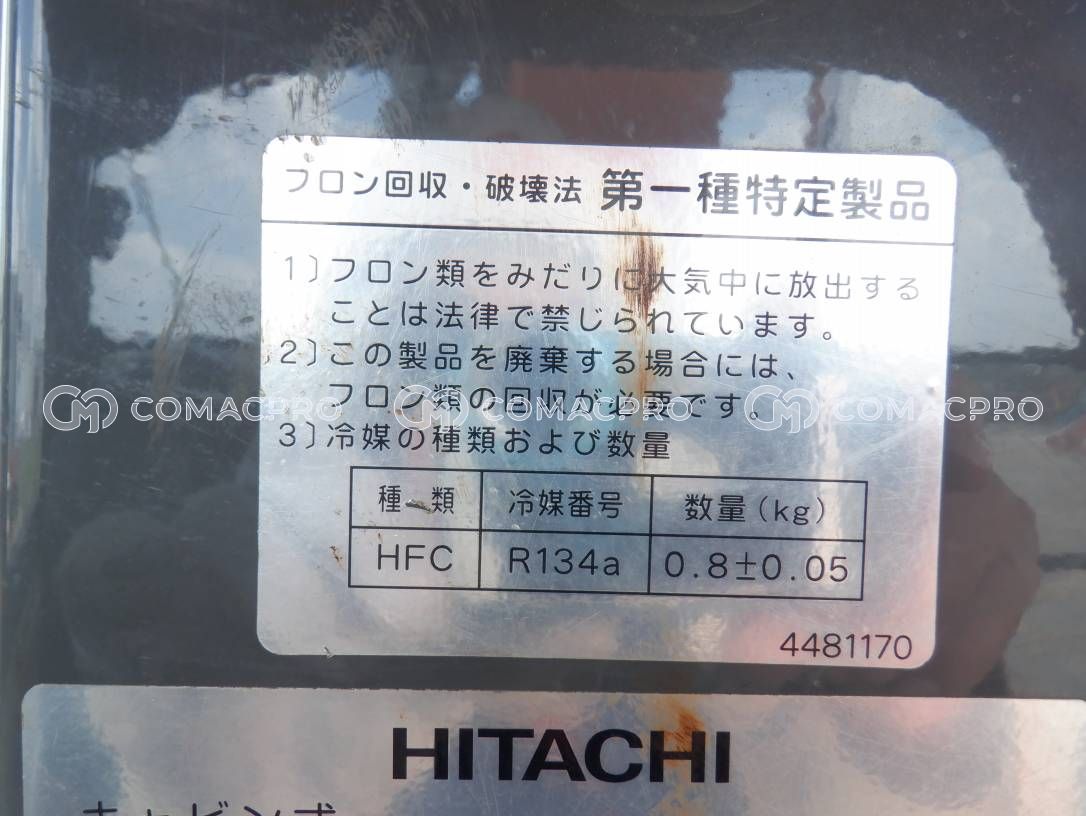 フロン回収・破壊法 第一種特定製品
1)フロン類をみだりに大気中に放出する
ことは法律で禁じられています。
2)この製品を廃棄する場合には、
フロン類の回収が必要です。
COMACPRO COMACPRO COMACPRO
3)冷媒の種類および数量
種類 冷媒番号 数量(kg)
HFC R134a 0.8±0.05
4481170
HITACHI